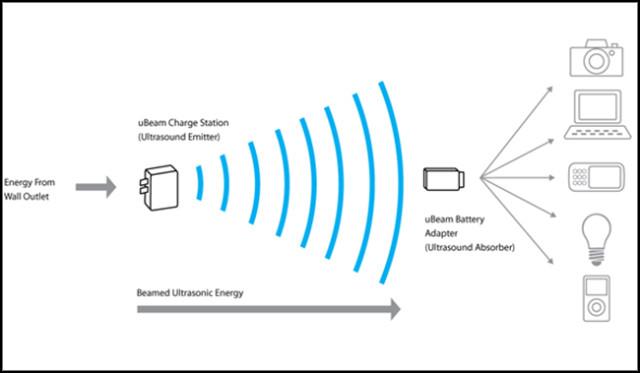 uBeam Charge Station
(Ultrasound Emitter)
Energy From
Wall Outlet
uBeam Battery
Adapter
(Ultrasound Absorber)
Beamed Ultrasonic Energy